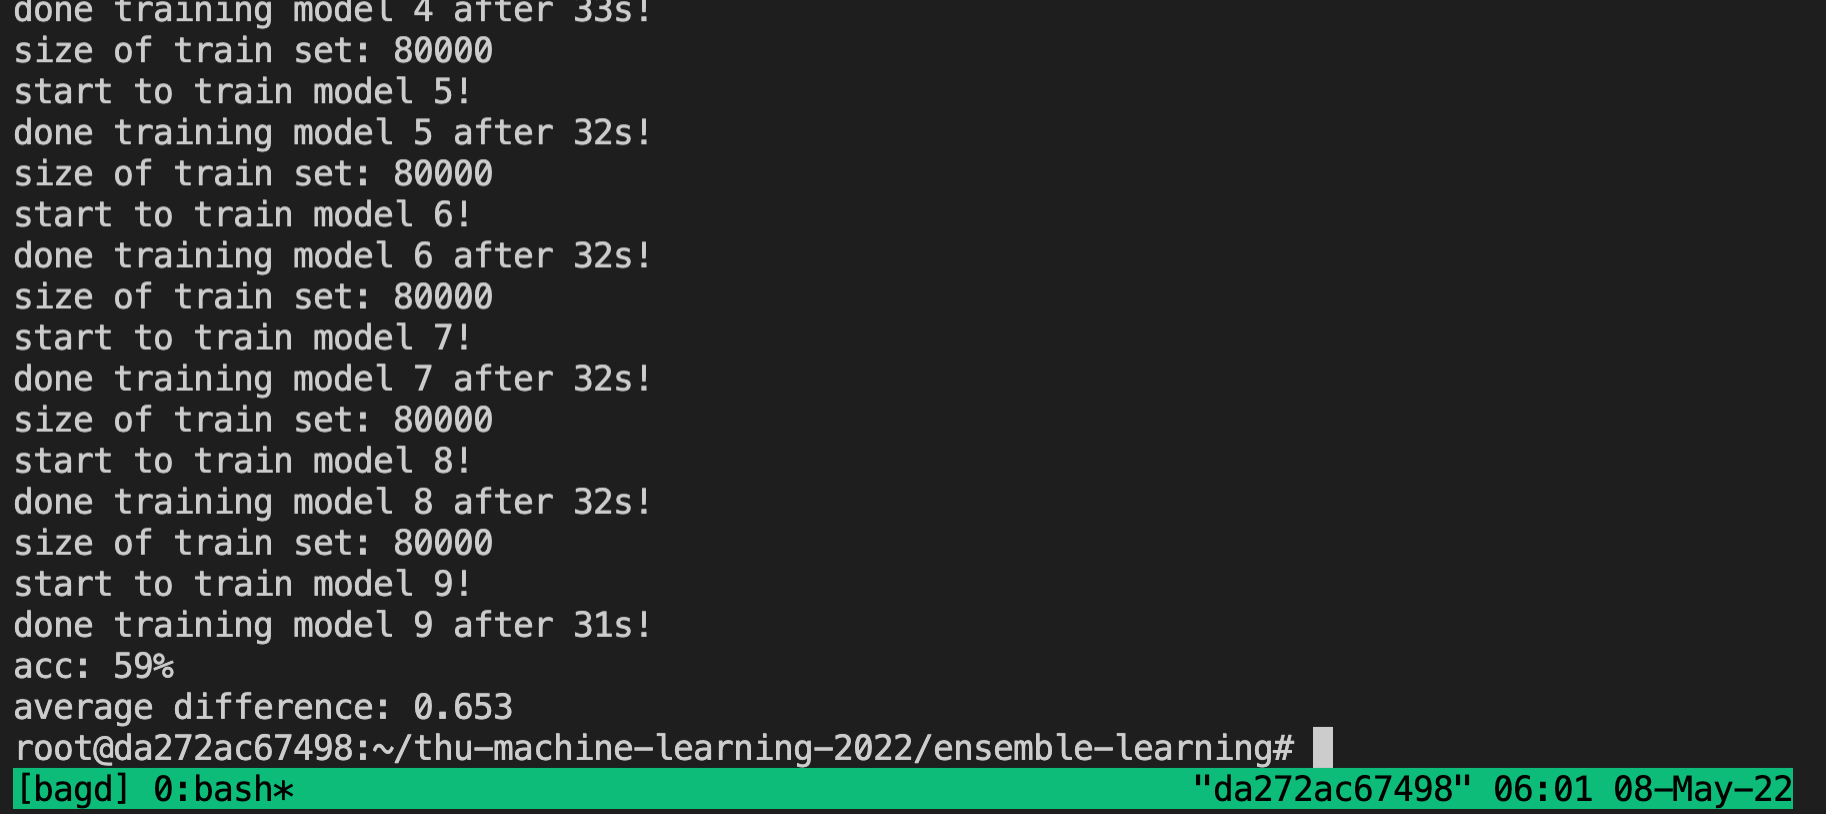 done training model 4 after 33s!
size of train set: 80000
start to train model 5!
done training model 5 after 32s!
size of train set: 80000
start to train model 6!
done training model 6 after 32s!
size of train set: 80000
start to train model 7!
done training model 7 after 32s!
size of train set: 80000
start to train model 8!
done training model 8 after 32s!
size of train set: 80000
start to train model 9!
done training model 9 after 31s!
acc: 59%
average difference: 0.653
root@da272ac67498:~/thu-machine-learning-2022/ensemble-learning#
[bagd] 0:bash* "da272ac67498" 06:01 08-May-22